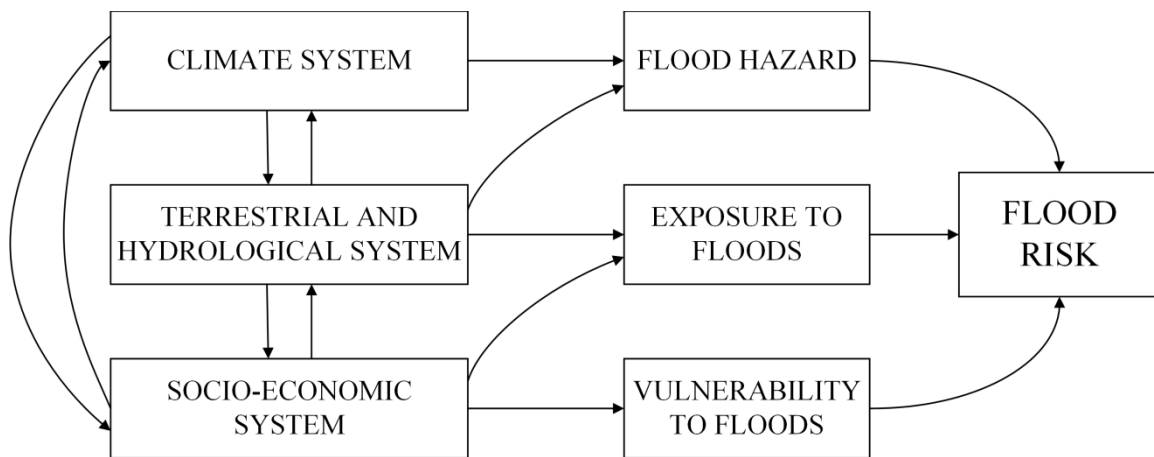 CLIMATE SYSTEM
FLOOD HAZARD
TERRESTRIAL AND
HYDROLOGICAL SYSTEM
EXPOSURE TO
FLOODS
FLOOD
RISK
SOCIO-ECONOMIC
SYSTEM
VULNERABILITY
TO FLOODS